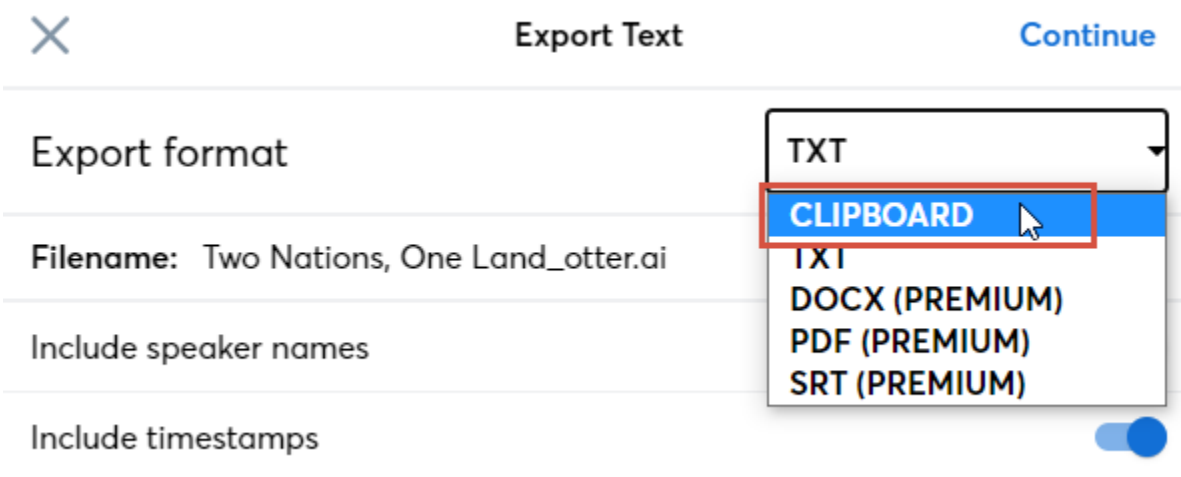 Export Text
Continue
Export format
TXT
CLIPBOARD
Filename: Two Nations, One Land_otter.ai
TXT
DOCX (PREMIUM)
Include speaker names
PDF (PREMIUM)
SRT (PREMIUM)
Include timestamps